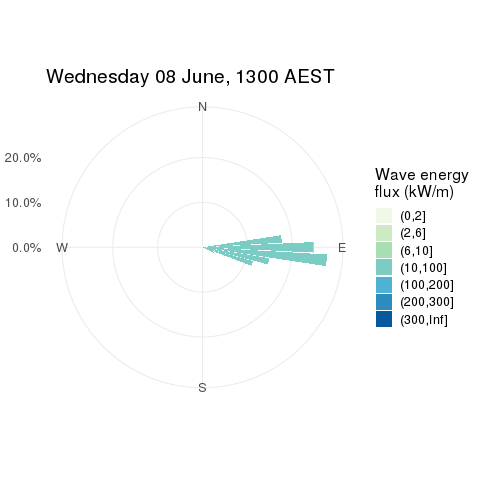 Wednesday 08 June, 1300 AEST
N
20.0%
10.0%
0.0%
W
E
S
Wave energy
flux (kW/m)
(0,2]
(2,6]
(6,10]
(10,100]
(100,200]
(200,300]
(300,Inf]